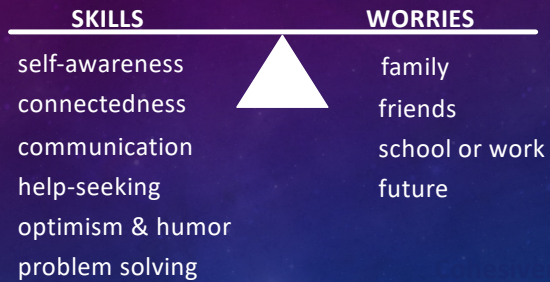 SKILLS
self-awareness
connectedness
communication
help-seeking
optimism & humor
problem solving
WORRIES
family
friends
school or work
future